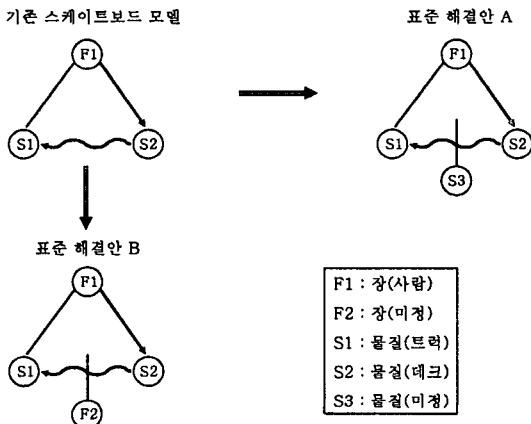 기존 스케이트보드 모델
표준 해결안 A
F1
F1
S1
S2
S1
S2
S3
표준 해결안 B
F1
S1
S2
F2
F1 : 장(사람)
F2 : 장(미정)
S1 : 물질(트럭)
S2 : 물질(데크)
S3 : 물질(미정)